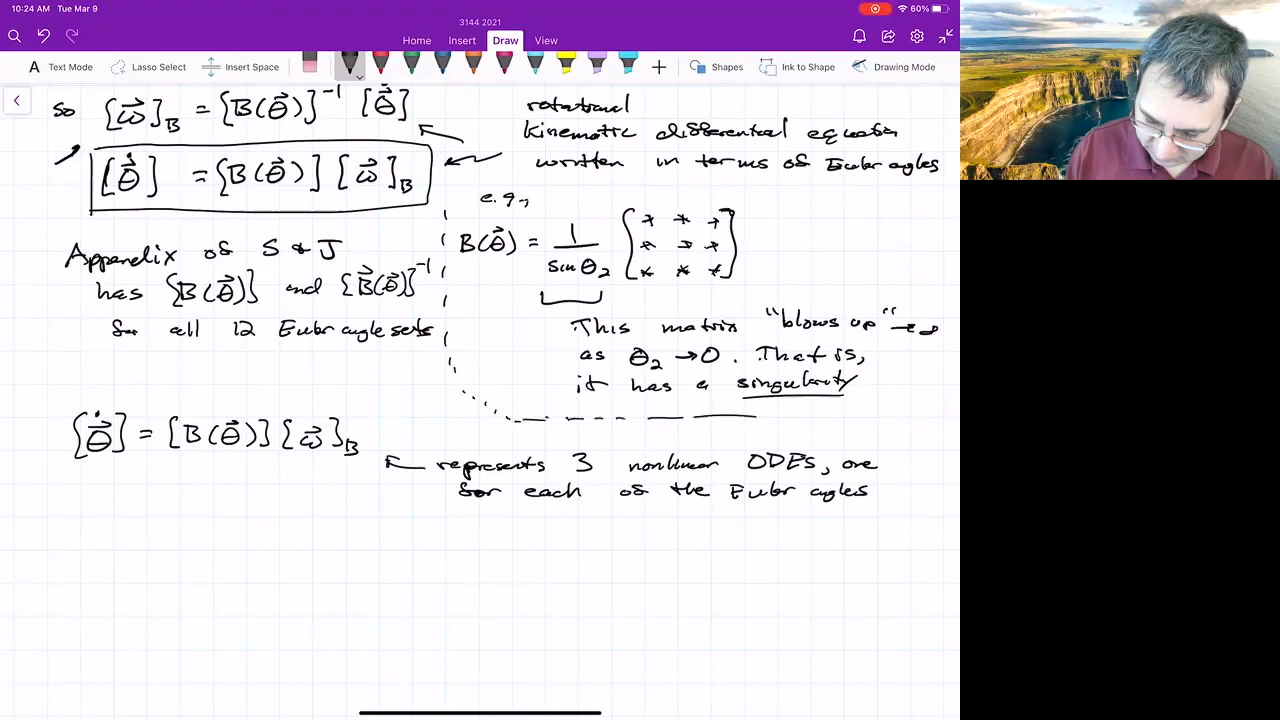 10:24 AM Tue Mar 9
60%
3144 2021
Home Insert Draw View
Text Mode Lasso Select Insert Space Shapes Ink to Shape Drawing Mode
so [ω⃗]_B = [B(θ⃗)]⁻¹ [θ⃗̇]
rotational
kinematic differential equation
written in terms of Euler angles
[θ⃗̇] = [B(θ⃗)] [ω⃗]_B
e.g.,
B(θ⃗) = 1/sin θ₂ [* * *
* * *
* * *]
Appendix of S & J
has [B(θ⃗)] and [B⃗(θ⃗)]⁻¹
for all 12 Euler angle sets
This matrix "blows up" → ∞
as θ₂ → 0. That is,
it has a singularity
[θ⃗̇] = [B(θ⃗)] [ω⃗]_B
represents 3 nonlinear ODEs, one
for each of the Euler angles